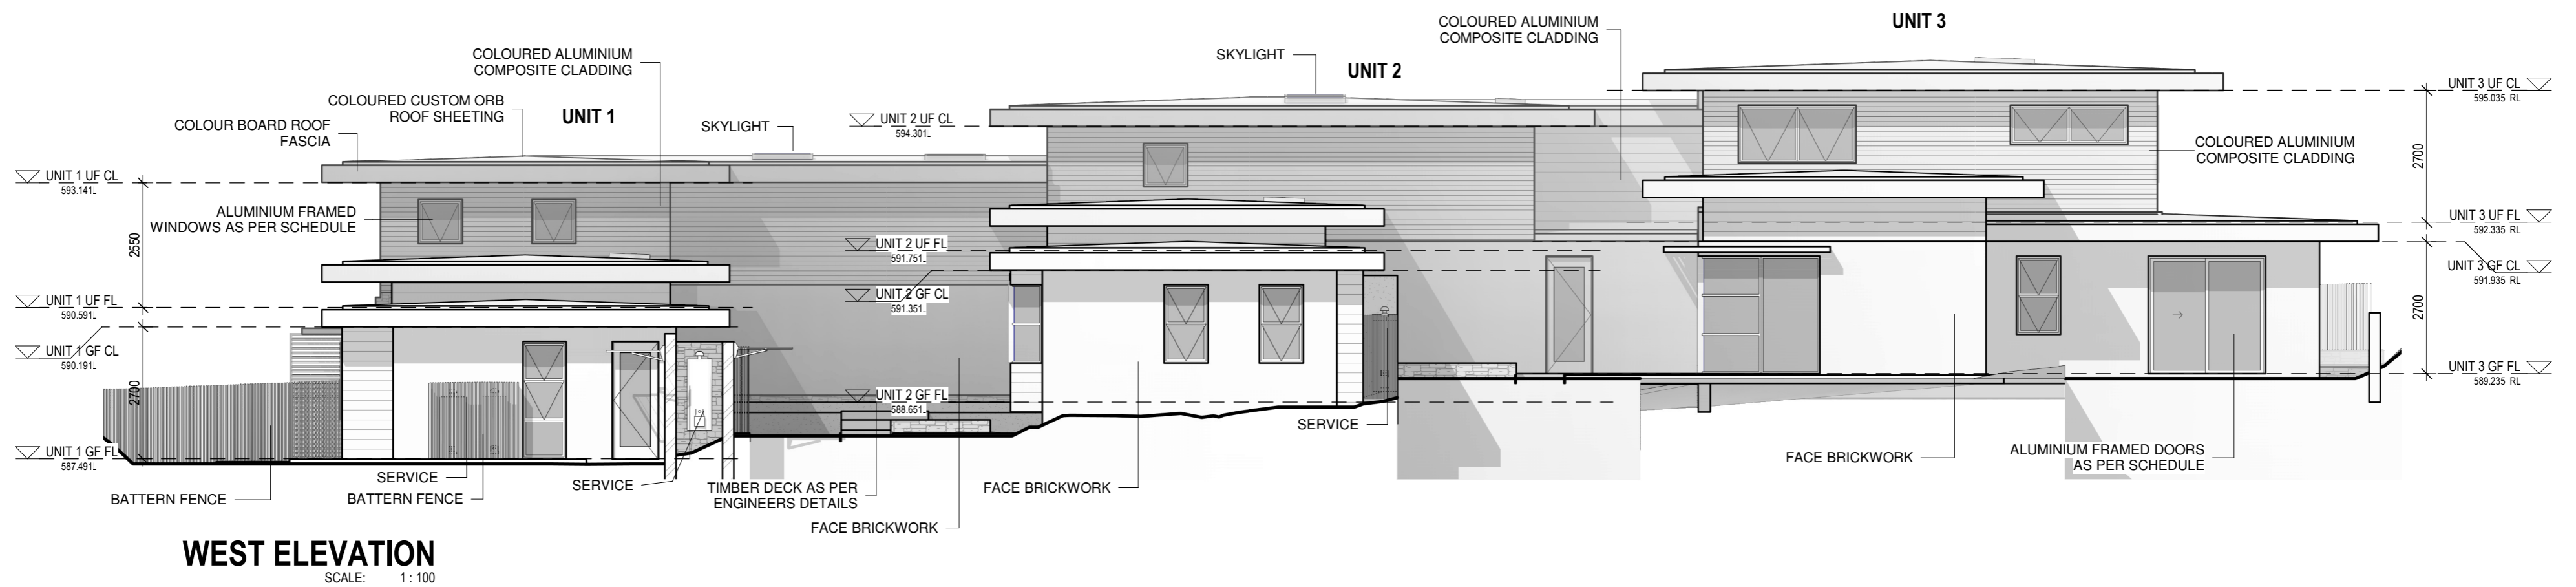 UNIT 3
COLOURED ALUMINIUM
COMPOSITE CLADDING
SKYLIGHT
UNIT 2
COLOURED ALUMINIUM
COMPOSITE CLADDING
COLOURED CUSTOM ORB
ROOF SHEETING
UNIT 1
COLOUR BOARD ROOF
FASCIA
SKYLIGHT
UNIT 2 UF CL
594.301
UNIT 3 UF CL
595.035 RL
COLOURED ALUMINIUM
COMPOSITE CLADDING
2700
UNIT 1 UF CL
593.141
ALUMINIUM FRAMED
WINDOWS AS PER SCHEDULE
2550
UNIT 2 UF FL
591.751
UNIT 3 UF FL
592.335 RL
UNIT 3 GF CL
591.935 RL
UNIT 2 GF CL
591.351
UNIT 1 UF FL
590.591
2700
UNIT 1 GF CL
590.191
2700
UNIT 2 GF FL
588.651
UNIT 3 GF FL
589.235 RL
SERVICE
UNIT 1 GF FL
587.491
FACE BRICKWORK
ALUMINIUM FRAMED DOORS
AS PER SCHEDULE
SERVICE
BATTERN FENCE
BATTERN FENCE
SERVICE
TIMBER DECK AS PER
ENGINEERS DETAILS
FACE BRICKWORK
FACE BRICKWORK
WEST ELEVATION
SCALE: 1 : 100